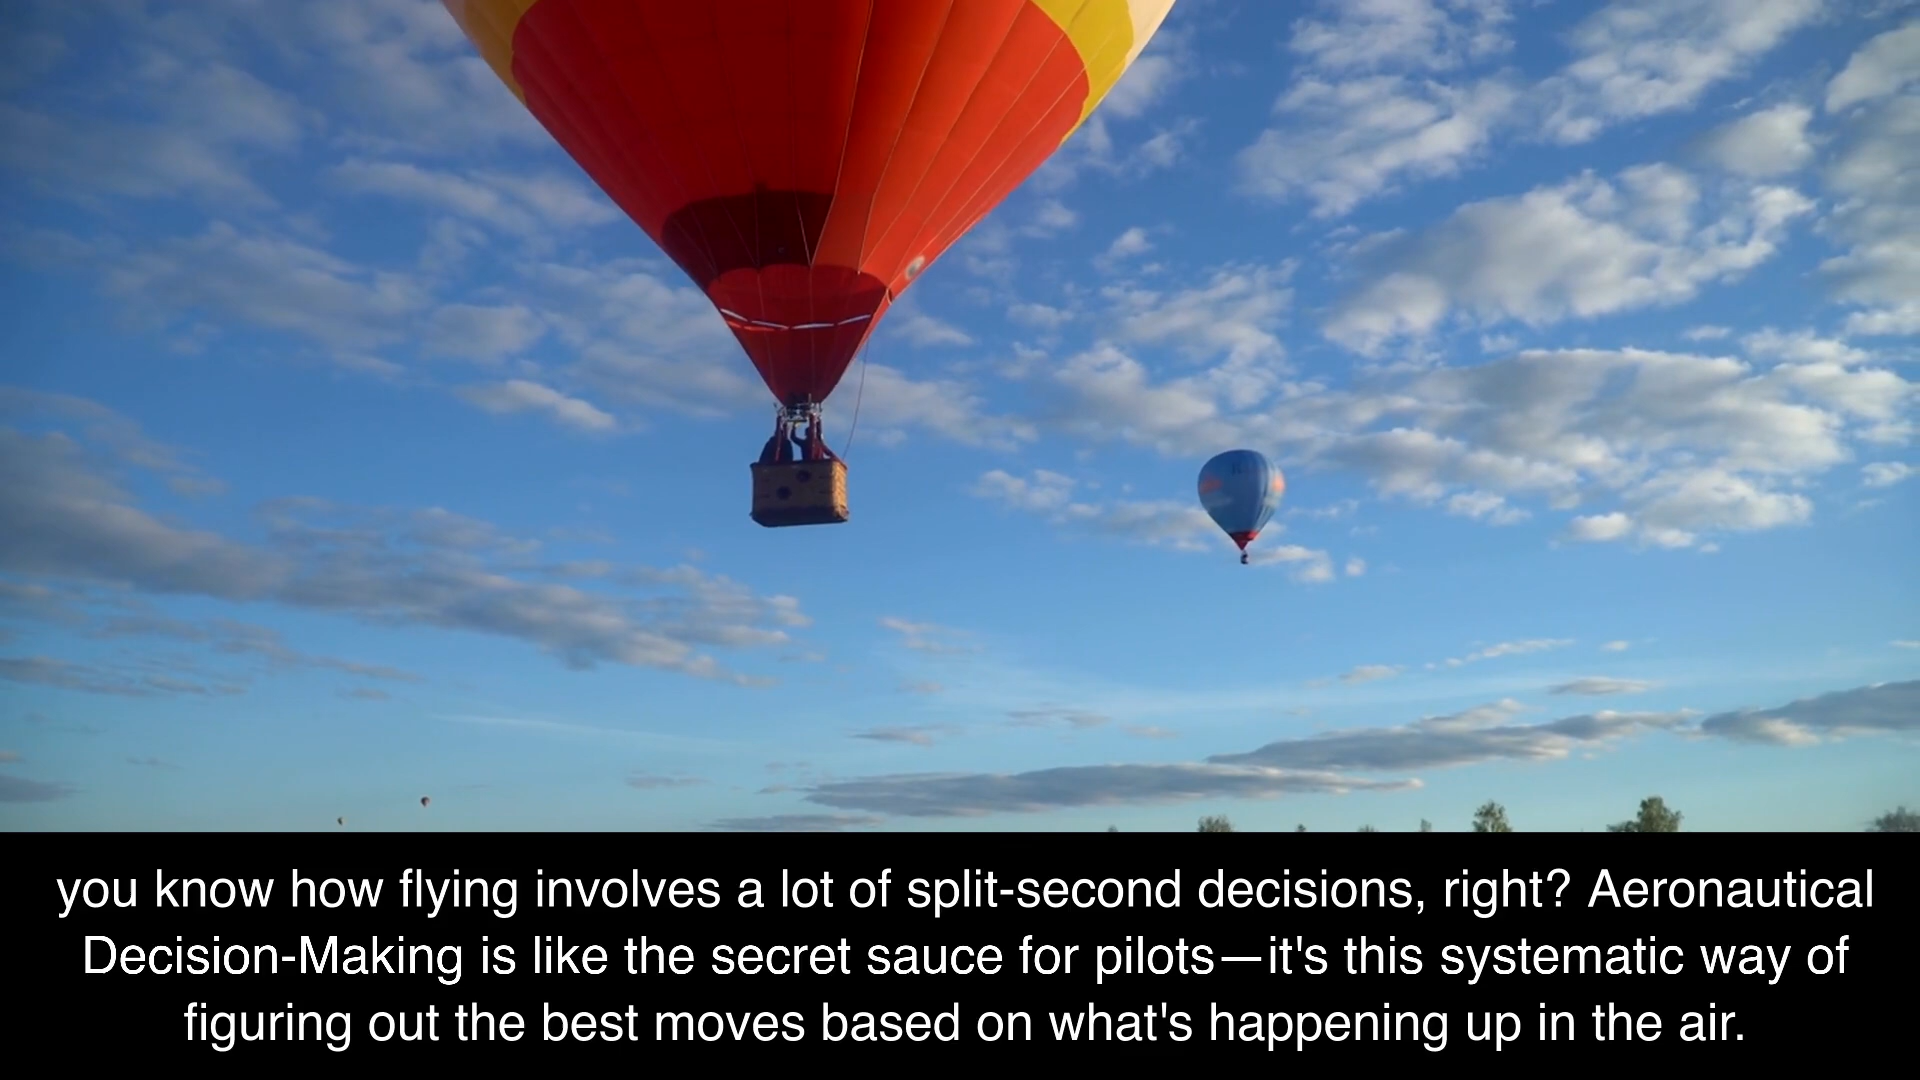 you know how flying involves a lot of split-second decisions, right? Aeronautical
Decision-Making is like the secret sauce for pilots—it's this systematic way of
figuring out the best moves based on what's happening up in the air.